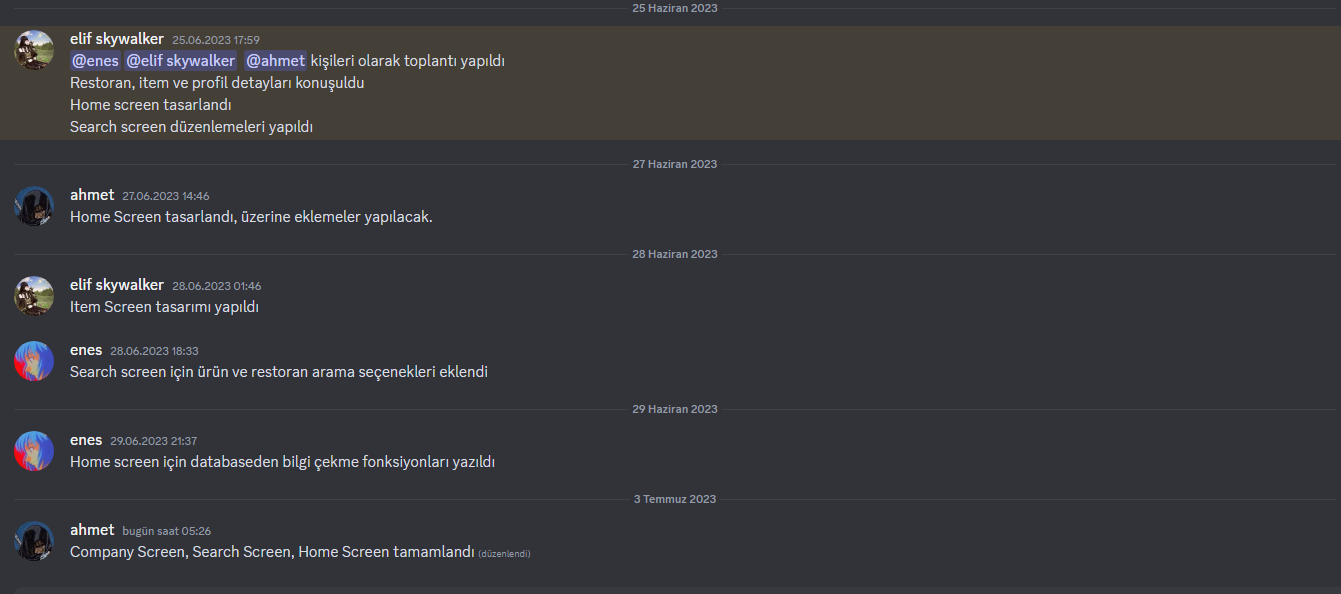 25 Haziran 2023
elif skywalker 25.06.2023 17:59
@enes @elif skywalker @ahmet kişileri olarak toplantı yapıldı
Restoran, item ve profil detayları konuşuldu
Home screen tasarlandı
Search screen düzenlemeleri yapıldı
27 Haziran 2023
ahmet 27.06.2023 14:46
Home Screen tasarlandı, üzerine eklemeler yapılacak.
28 Haziran 2023
elif skywalker 28.06.2023 01:46
Item Screen tasarımı yapıldı
enes 28.06.2023 18:33
Search screen için ürün ve restoran arama seçenekleri eklendi
29 Haziran 2023
enes 29.06.2023 21:37
Home screen için databaseden bilgi çekme fonksiyonları yazıldı
3 Temmuz 2023
ahmet bugün saat 05:26
Company Screen, Search Screen, Home Screen tamamlandı (düzenlendi)